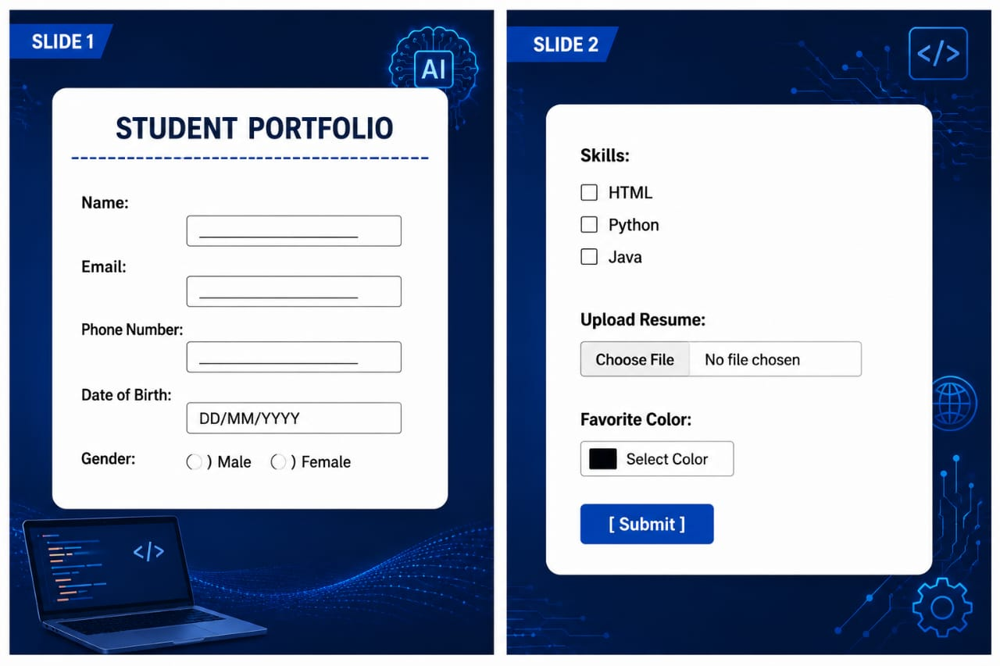 SLIDE 1
AI
STUDENT PORTFOLIO
Name:
Email:
Phone Number:
Date of Birth:
DD/MM/YYYY
Gender:
( ) Male ( ) Female
</>
SLIDE 2
</>
Skills:
HTML
Python
Java
Upload Resume:
Choose File No file chosen
Favorite Color:
Select Color
[ Submit ]